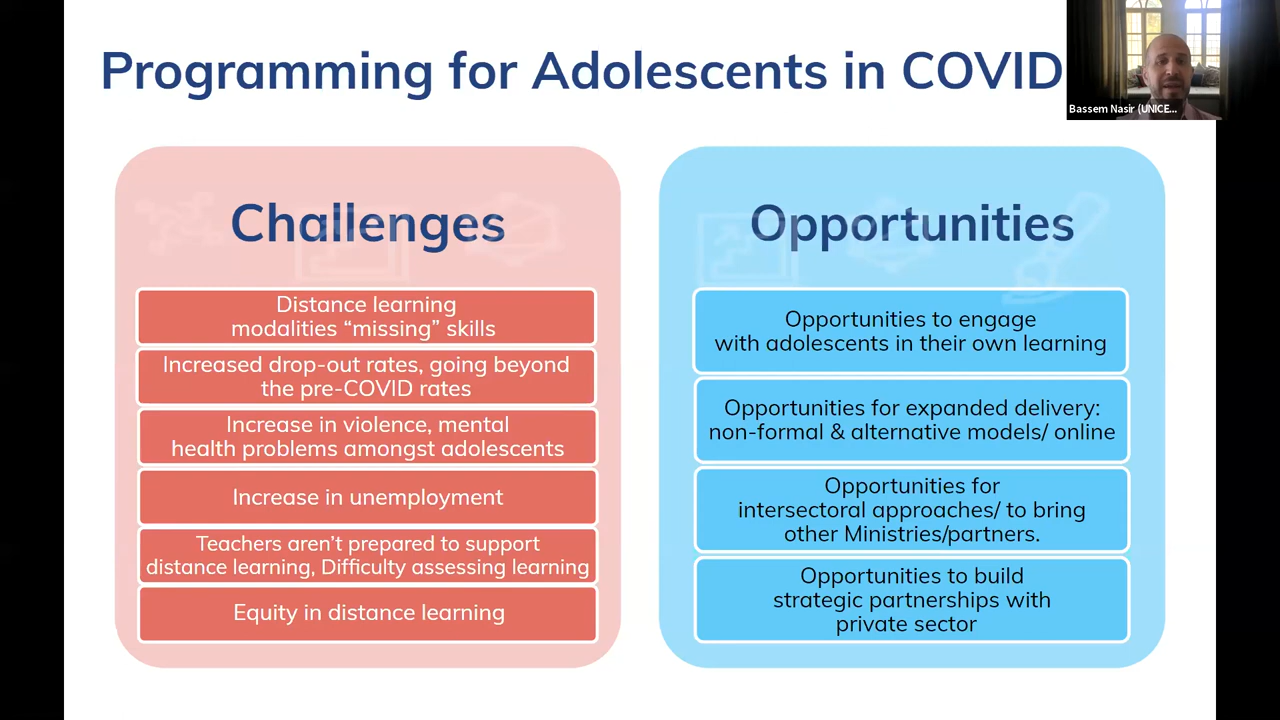 Programming for Adolescents in COVID
Bassem Nasir (UNICE...
Challenges
Distance learning
modalities “missing” skills
Increased drop-out rates, going beyond
the pre-COVID rates
Increase in violence, mental
health problems amongst adolescents
Increase in unemployment
Teachers aren’t prepared to support
distance learning, Difficulty assessing learning
Equity in distance learning
Opportunities
Opportunities to engage
with adolescents in their own learning
Opportunities for expanded delivery:
non-formal & alternative models/ online
Opportunities for
intersectoral approaches/ to bring
other Ministries/partners.
Opportunities to build
strategic partnerships with
private sector